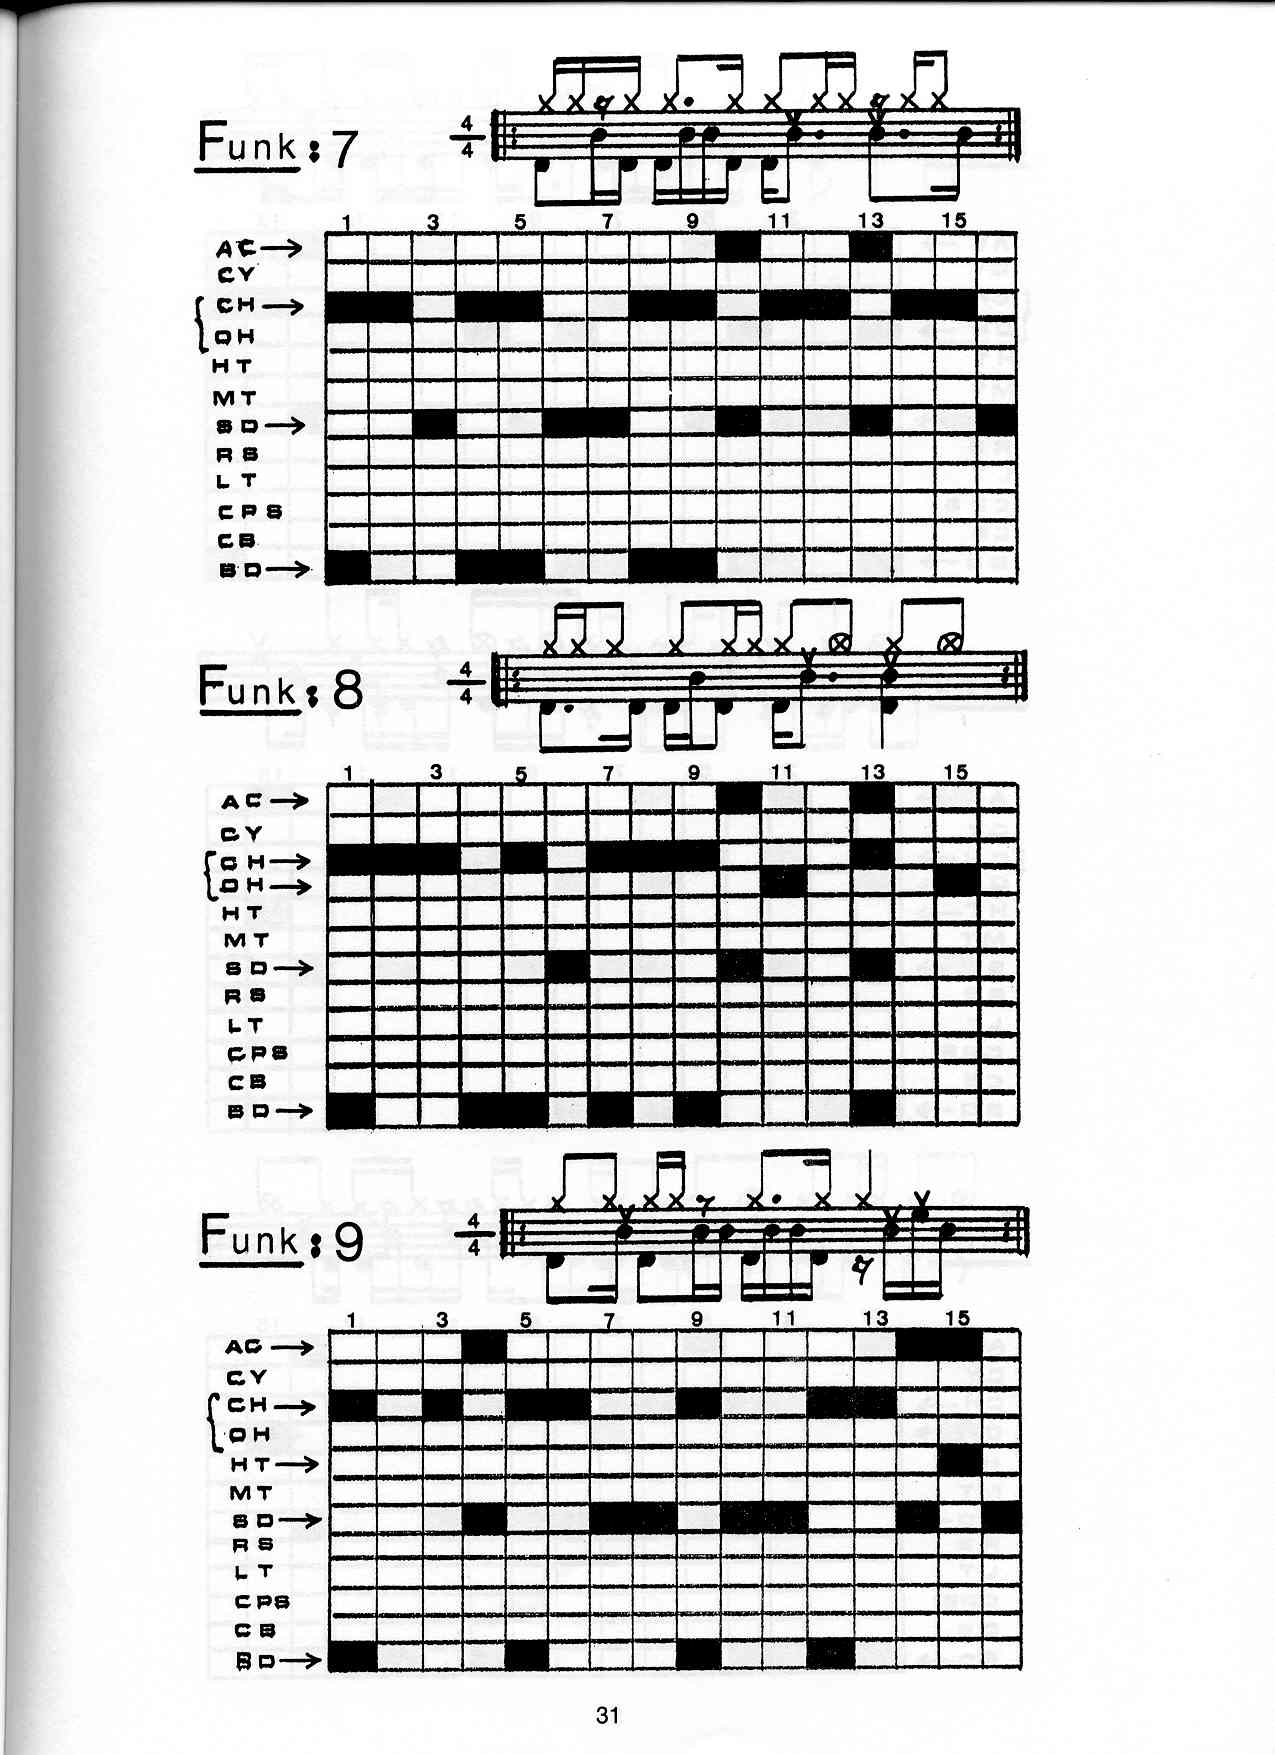 Funk: 7
4
4
1 3 5 7 9 11 13 15
AC→
CY
CH→
OH
HT
MT
SD→
RS
LT
CPS
CB
BD→
Funk: 8
4
4
1 3 5 7 9 11 13 15
AC→
CY
CH→
OH→
HT
MT
SD→
RS
LT
CPS
CB
BD→
Funk: 9
4
4
1 3 5 7 9 11 13 15
AC→
CY
CH→
OH
HT→
MT
SD→
RS
LT
CPS
CB
BD→
31